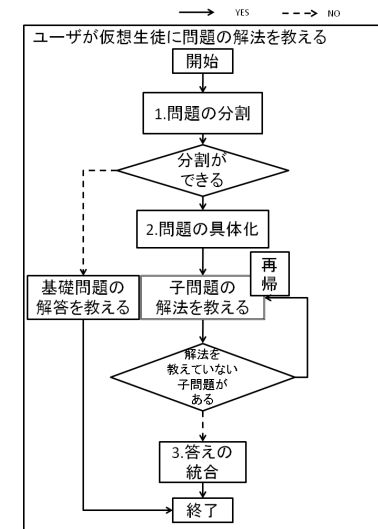 YES
NO
ユーザが仮想生徒に問題の解法を教える
開始
1.問題の分割
分割が
できる
2.問題の具体化
再
帰
基礎問題の
解答を教える
子問題の
解法を教える
解法を
教えていない
子問題が
ある
3.答えの
統合
終了